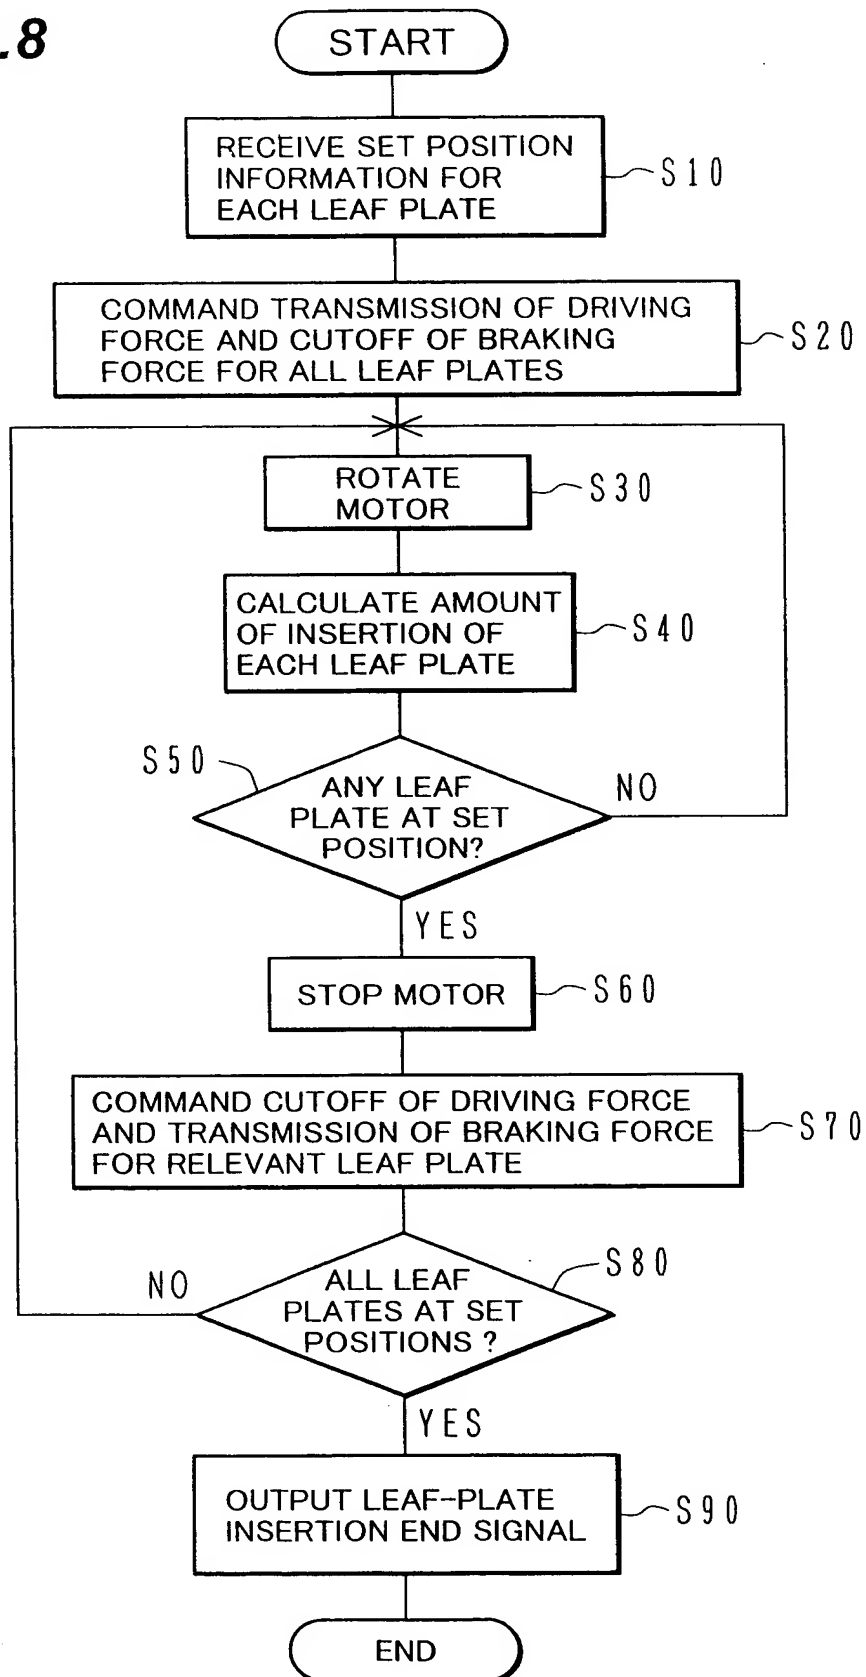 .8
START
RECEIVE SET POSITION
INFORMATION FOR
EACH LEAF PLATE
S10
COMMAND TRANSMISSION OF DRIVING
FORCE AND CUTOFF OF BRAKING
FORCE FOR ALL LEAF PLATES
S20
ROTATE
MOTOR
S30
CALCULATE AMOUNT
OF INSERTION OF
EACH LEAF PLATE
S40
S50
ANY LEAF
PLATE AT SET
POSITION?
NO
YES
STOP MOTOR
S60
COMMAND CUTOFF OF DRIVING FORCE
AND TRANSMISSION OF BRAKING FORCE
FOR RELEVANT LEAF PLATE
S70
NO
ALL LEAF
PLATES AT SET
POSITIONS ?
S80
YES
OUTPUT LEAF-PLATE
INSERTION END SIGNAL
S90
END